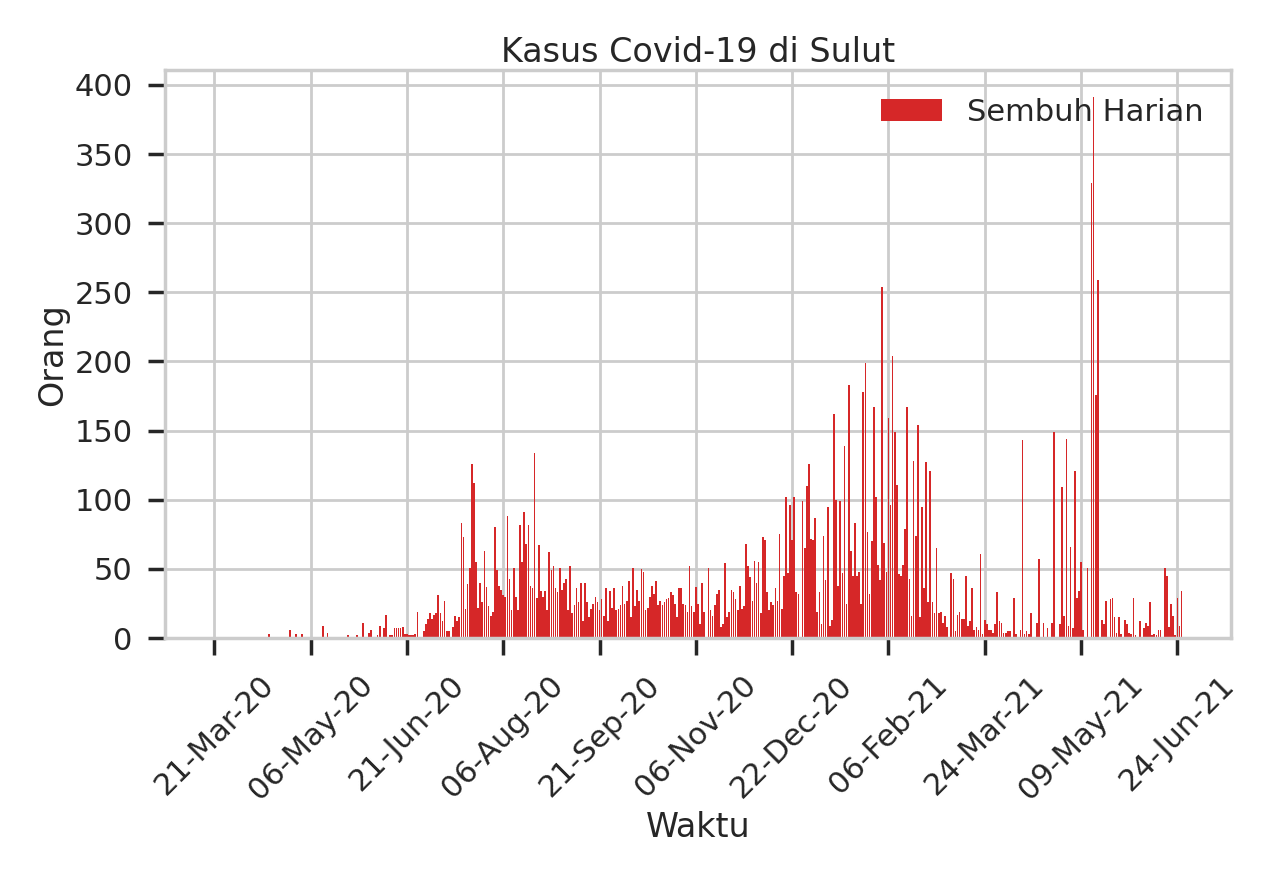 Kasus Covid-19 di Sulut
Sembuh Harian
400
350
300
250
200
150
100
50
0
Orang
21-Mar-20
06-May-20
21-Jun-20
06-Aug-20
21-Sep-20
06-Nov-20
22-Dec-20
06-Feb-21
24-Mar-21
09-May-21
24-Jun-21
Waktu